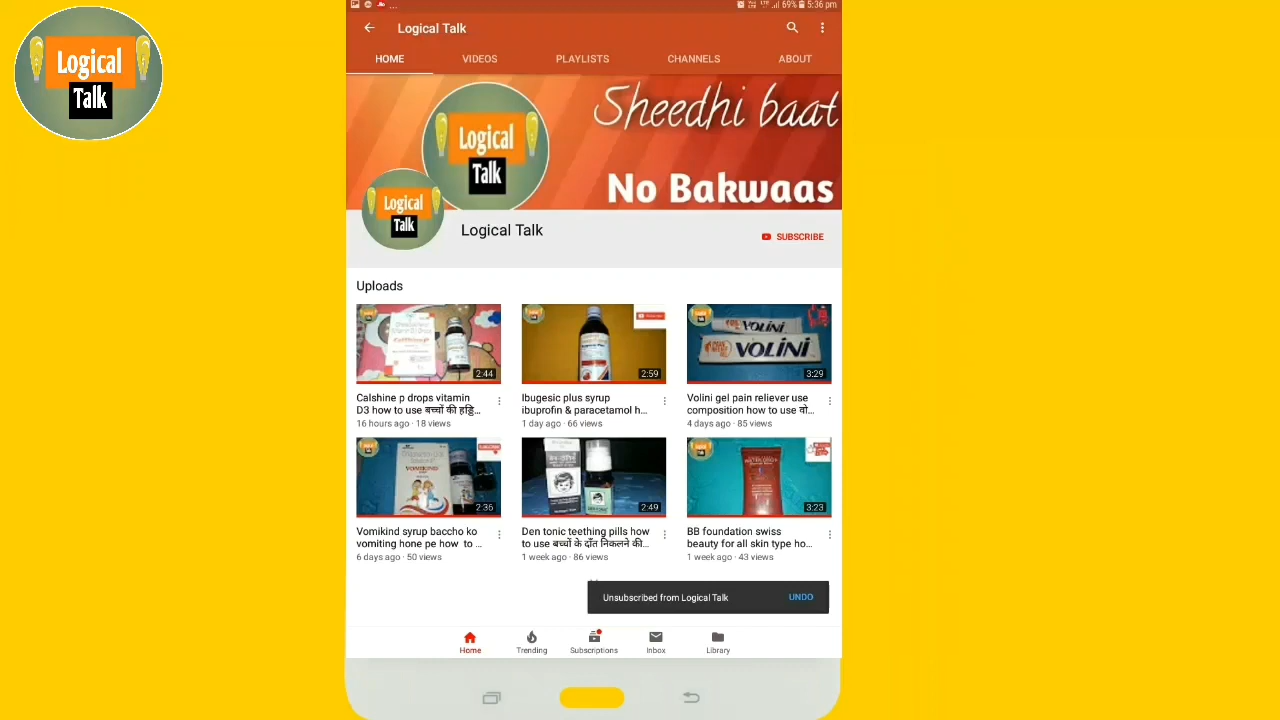 Logical
Talk
69% 5:36 pm
Logical Talk
HOME VIDEOS PLAYLISTS CHANNELS ABOUT
Sheedhi baat
Logical
Talk
No Bakwaas
Logical
Talk
Logical Talk
SUBSCRIBE
Uploads
2:44
2:59
VOLINI
VOLINI
3:29
Calshine p drops vitamin
D3 how to use बच्चों की हड्डि...
16 hours ago · 18 views
Ibugesic plus syrup
ibuprofin & paracetamol h...
1 day ago · 66 views
Volini gel pain reliever use
composition how to use वो...
4 days ago · 85 views
VOMIKIND
2:36
2:49
3:23
Vomikind syrup baccho ko
vomiting hone pe how to ...
6 days ago · 50 views
Den tonic teething pills how
to use बच्चों के दाँत निकलने की...
1 week ago · 86 views
BB foundation swiss
beauty for all skin type ho...
1 week ago · 43 views
Unsubscribed from Logical Talk UNDO
Home Trending Subscriptions Inbox Library